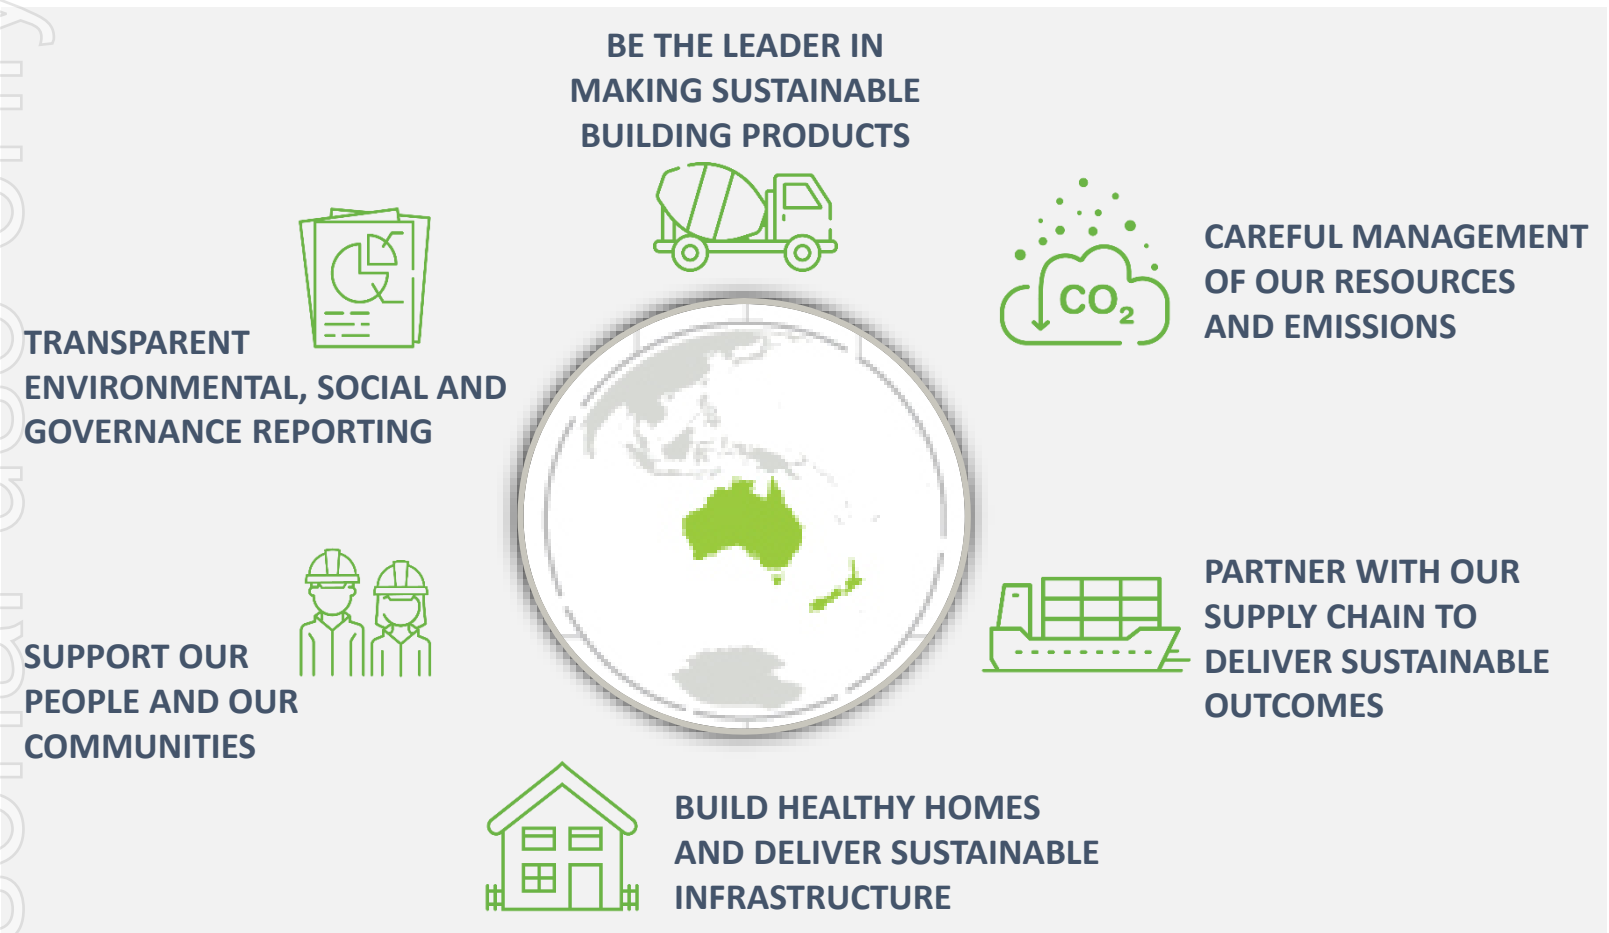 BE THE LEADER IN
MAKING SUSTAINABLE
BUILDING PRODUCTS
CO₂
CAREFUL MANAGEMENT
OF OUR RESOURCES
AND EMISSIONS
TRANSPARENT
ENVIRONMENTAL, SOCIAL AND
GOVERNANCE REPORTING
PARTNER WITH OUR
SUPPLY CHAIN TO
DELIVER SUSTAINABLE
OUTCOMES
SUPPORT OUR
PEOPLE AND OUR
COMMUNITIES
BUILD HEALTHY HOMES
AND DELIVER SUSTAINABLE
INFRASTRUCTURE